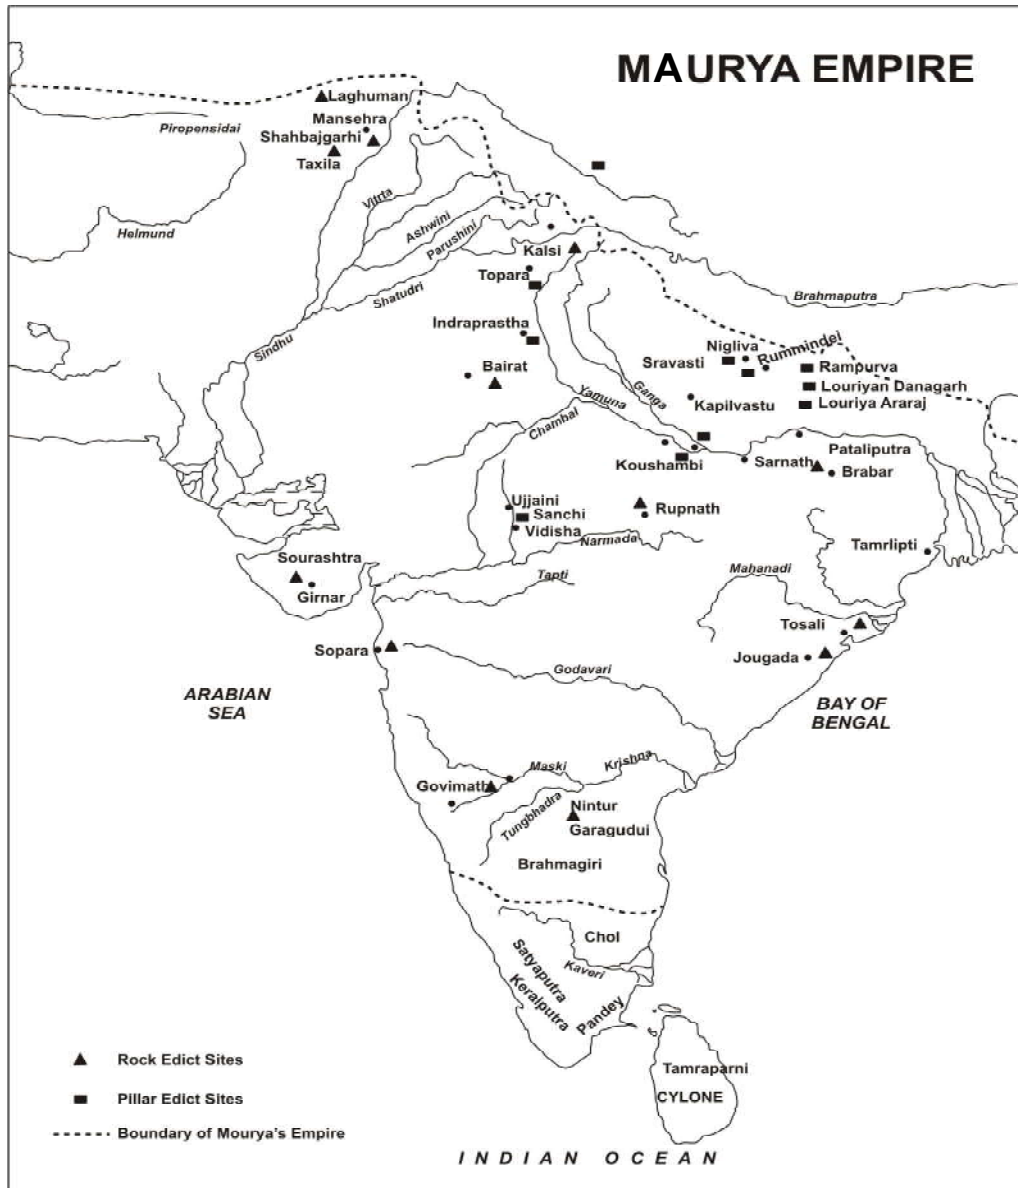 MAURYA EMPIRE
Laghuman
Mansehra
Piropensidai
Shahbajgarhi
Taxila
Vitrta
Ashwini
Parushini
Helmund
Kalsi
Topara
Shatudri
Brahmaputra
Indraprastha
Sindhu
Nigliva
Rummindei
Sravasti
Bairat
Rampurva
Louriyan Danagarh
Louriya Araraj
Ganga
Yamuna
Kapilvastu
Chambal
Pataliputra
Koushambi
Sarnath
Brabar
Ujjaini
Sanchi
Rupnath
Vidisha
Narmada
Tamrlipti
Sourashtra
Mahanadi
Tapti
Girnar
Tosali
Sopara
Jougada
Godavari
ARABIAN
SEA
BAY OF
BENGAL
Maski
Krishna
Govimath
Tungbhadra
Nintur
Garagudui
Brahmagiri
Chol
Satyaputra
Kaveri
Keralputra
Pandey
Rock Edict Sites
Tamraparni
Pillar Edict Sites
CYLONE
Boundary of Mourya's Empire
INDIAN OCEAN